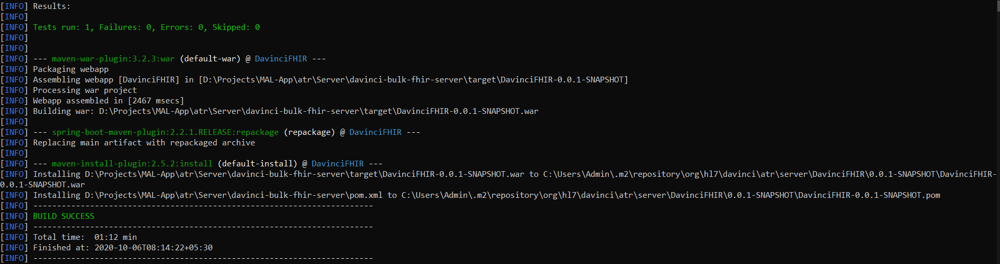 [INFO] Results:
[INFO]
[INFO] Tests run: 1, Failures: 0, Errors: 0, Skipped: 0
[INFO]
[INFO]
[INFO] --- maven-war-plugin:3.2.3:war (default-war) @ DavinciFHIR ---
[INFO] Packaging webapp
[INFO] Assembling webapp [DavinciFHIR] in [D:\Projects\MAL-App\atr\Server\davinci-bulk-fhir-server\target\DavinciFHIR-0.0.1-SNAPSHOT]
[INFO] Processing war project
[INFO] Webapp assembled in [2467 msecs]
[INFO] Building war: D:\Projects\MAL-App\atr\Server\davinci-bulk-fhir-server\target\DavinciFHIR-0.0.1-SNAPSHOT.war
[INFO]
[INFO] --- spring-boot-maven-plugin:2.2.1.RELEASE:repackage (repackage) @ DavinciFHIR ---
[INFO] Replacing main artifact with repackaged archive
[INFO]
[INFO] --- maven-install-plugin:2.5.2:install (default-install) @ DavinciFHIR ---
[INFO] Installing D:\Projects\MAL-App\atr\Server\davinci-bulk-fhir-server\target\DavinciFHIR-0.0.1-SNAPSHOT.war to C:\Users\Admin\.m2\repository\org\hl7\davinci\atr\server\DavinciFHIR\0.0.1-SNAPSHOT\DavinciFHIR-
0.0.1-SNAPSHOT.war
[INFO] Installing D:\Projects\MAL-App\atr\Server\davinci-bulk-fhir-server\pom.xml to C:\Users\Admin\.m2\repository\org\hl7\davinci\atr\server\DavinciFHIR\0.0.1-SNAPSHOT\DavinciFHIR-0.0.1-SNAPSHOT.pom
[INFO] ------------------------------------------------------------------------
[INFO] BUILD SUCCESS
[INFO] ------------------------------------------------------------------------
[INFO] Total time:  01:12 min
[INFO] Finished at: 2020-10-06T08:14:22+05:30
[INFO] ------------------------------------------------------------------------